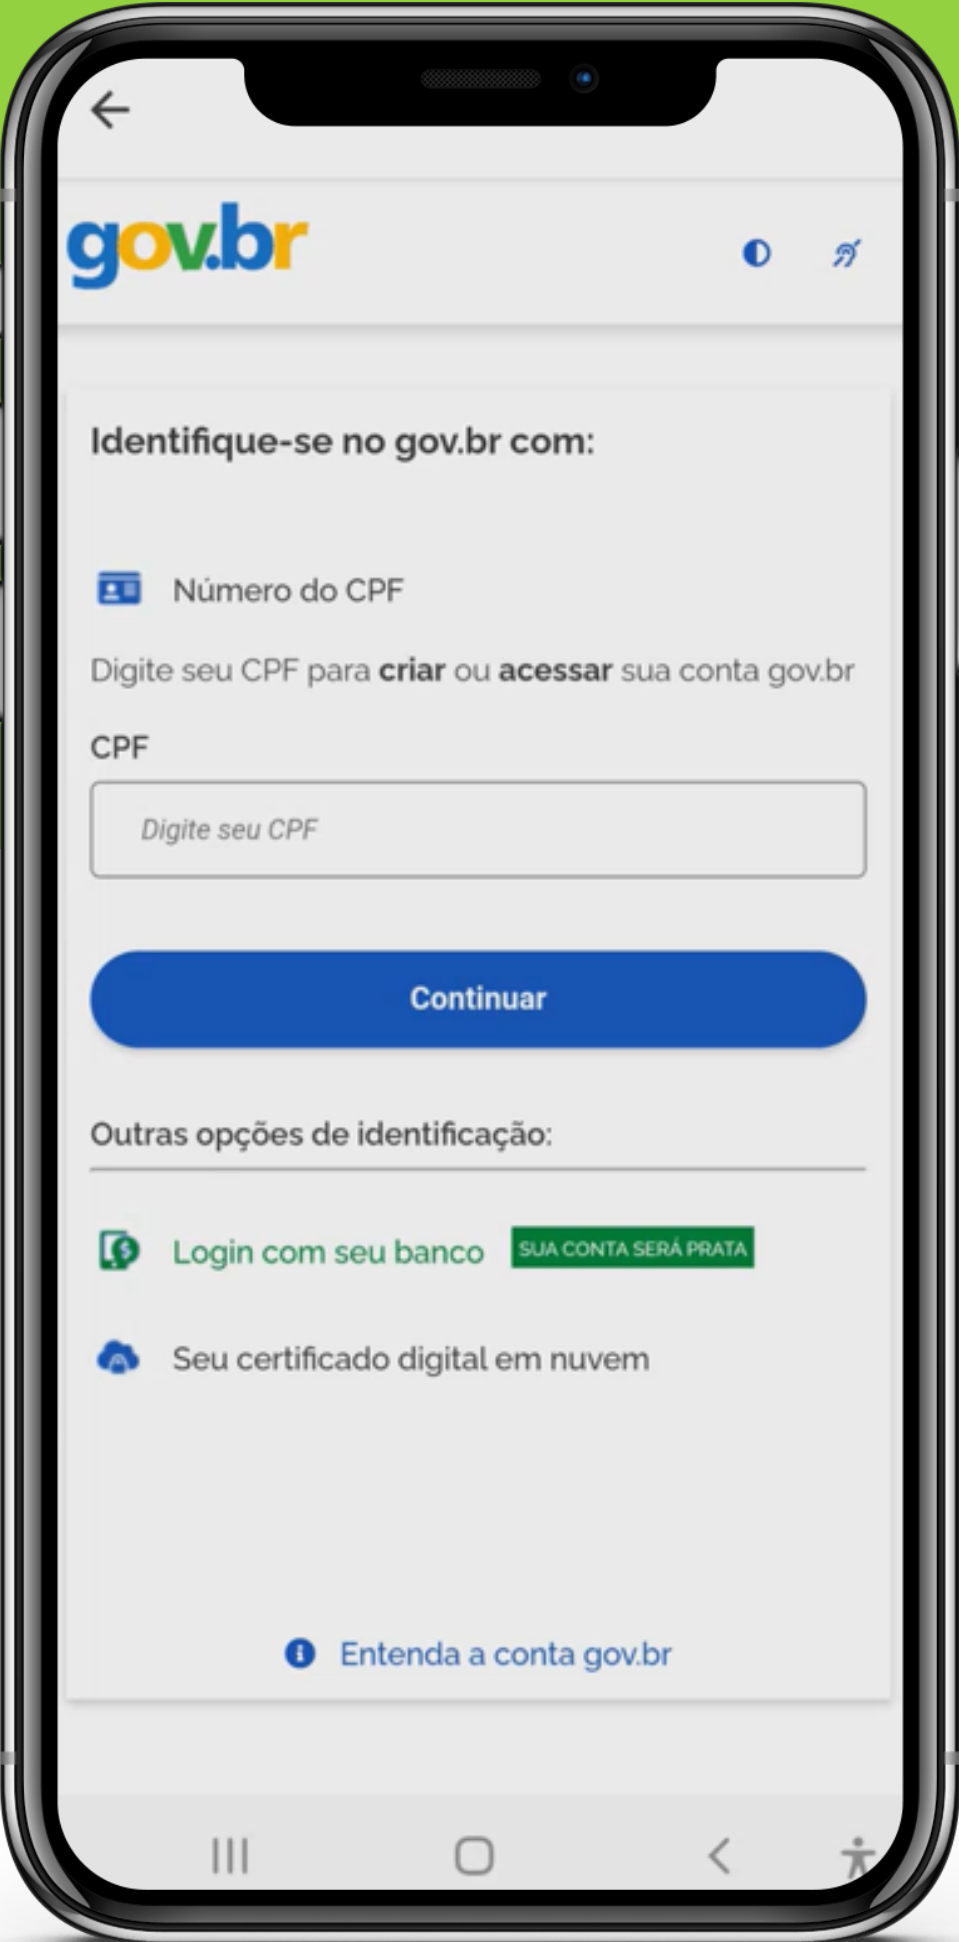 gov.br
Identifique-se no gov.br com:
Número do CPF
Digite seu CPF para criar ou acessar sua conta gov.br
CPF
Digite seu CPF
Continuar
Outras opções de identificação:
Login com seu banco SUA CONTA SERÁ PRATA
Seu certificado digital em nuvem
Entenda a conta gov.br